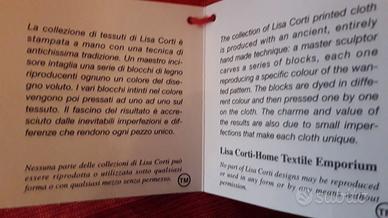 La collezione di tessuti di Lisa Corti è
stampata a mano con una tecnica di
antichissima tradizione. Un maestro inci-
sore intaglia una serie di blocchi di legno
riproducenti ognuno un colore del dise-
gno voluto. I vari blocchi intinti nel colore
vengono poi pressati ad uno ad uno sul
tessuto. Il fascino del risultato è accre-
sciuto dalle inevitabili imperfezioni e dif-
ferenze che rendono ogni pezzo unico.
Nessuna parte delle collezioni di Lisa Corti può
essere riprodotta o utilizzata sotto qualsiasi
forma o con qualsiasi mezzo senza permesso.
TM
The collection of Lisa Corti printed cloth
is produced with an ancient, entirely
hand made technique: a master sculptor
carves a series of blocks, each one
reproducing a specific colour of the wan-
ted pattern. The blocks are dyed in diffe-
rent colour and then pressed one by one
on the cloth. The charme and value of
the results are also due to small imper-
fections that make each cloth unique.
Lisa Corti-Home Textile Emporium
No part of Lisa Corti designs may be reproduced
or used in any form or by any means without
permission.
TM
subito.it